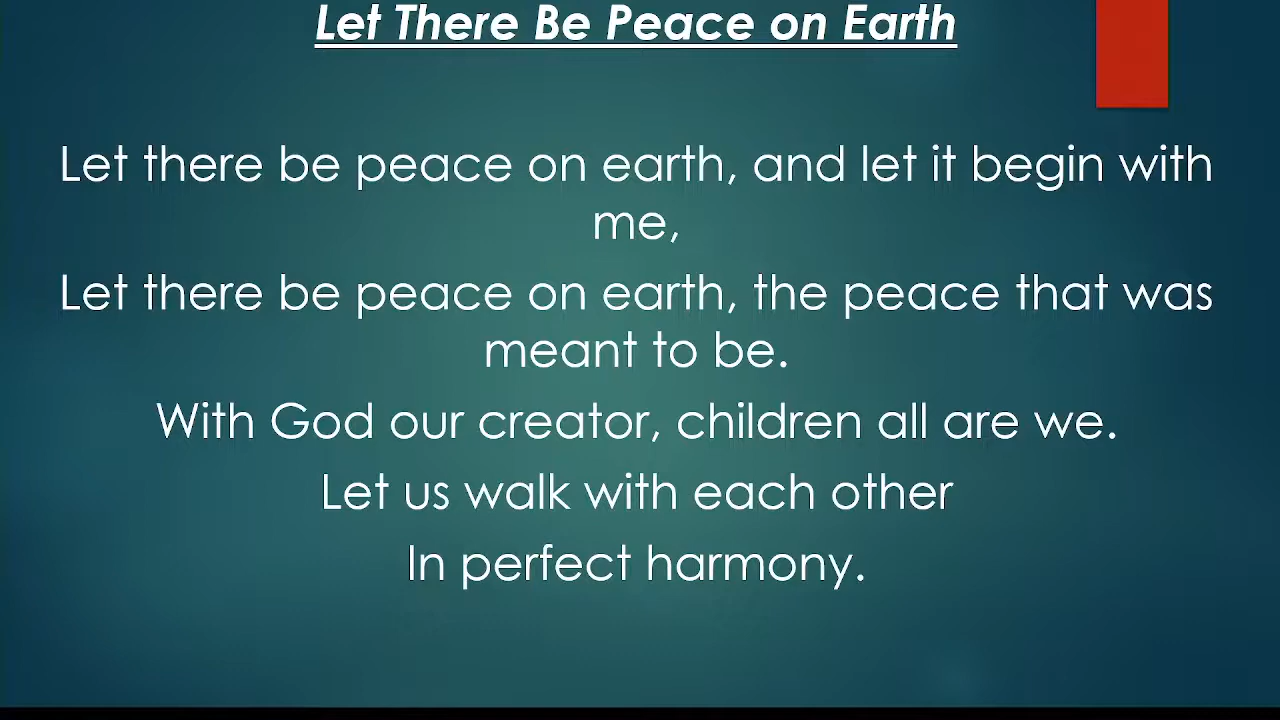 Let There Be Peace on Earth
Let there be peace on earth, and let it begin with
me,
Let there be peace on earth, the peace that was
meant to be.
With God our creator, children all are we.
Let us walk with each other
In perfect harmony.